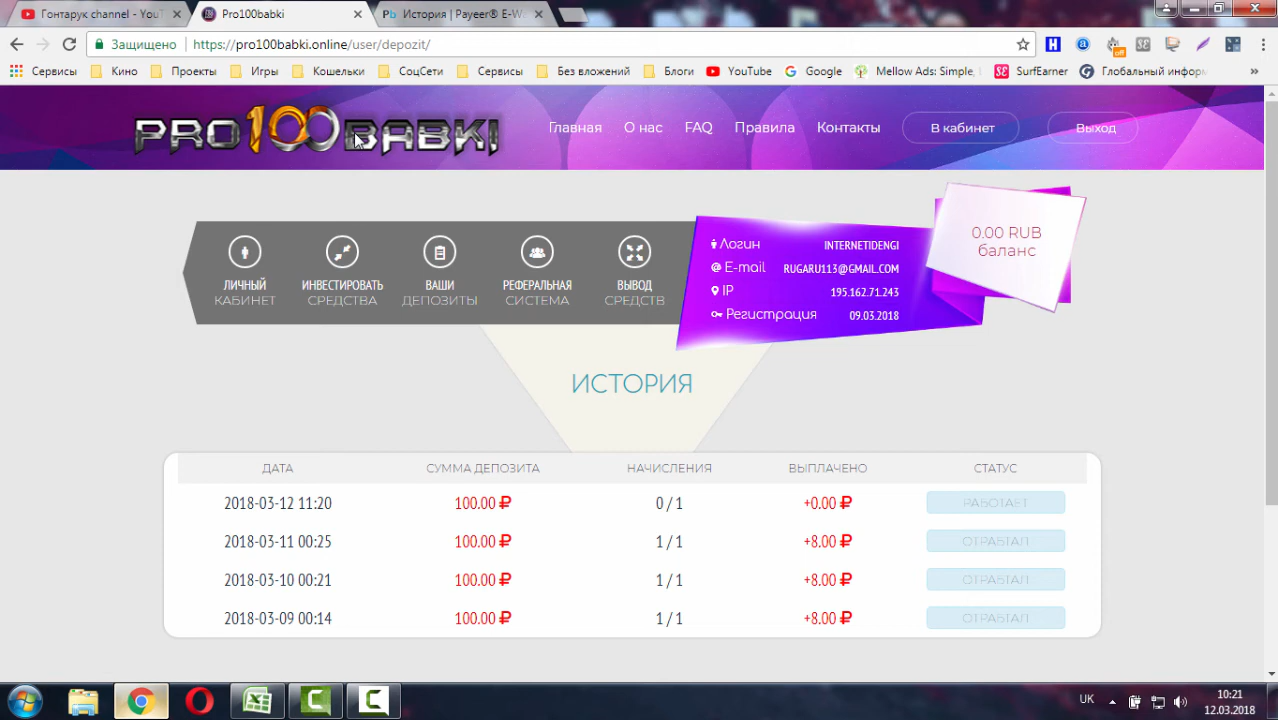 Гонтарук channel - YouT
Pro100babki
История | Payeer® E-W
Защищено
https://pro100babki.online/user/depozit/
off
Сервисы
Кино
Проекты
Игры
Кошельки
СоцСети
Сервисы
Без вложений
Блоги
YouTube
Google
Mellow Ads: Simple,
SurfEarner
Глобальный инфор
»
PRO100BABKI
Главная
О нас
FAQ
Правила
Контакты
В кабинет
Выход
ЛИЧНЫЙ
КАБИНЕТ
ИНВЕСТИРОВАТЬ
СРЕДСТВА
ВАШИ
ДЕПОЗИТЫ
РЕФЕРАЛЬНАЯ
СИСТЕМА
ВЫВОД
СРЕДСТВ
Логин INTERNETIDENGI
E-mail RUGARU113@GMAIL.COM
IP 195.162.71.243
Регистрация 09.03.2018
0.00 RUB
баланс
ИСТОРИЯ
ДАТА СУММА ДЕПОЗИТА НАЧИСЛЕНИЯ ВЫПЛАЧЕНО СТАТУС
2018-03-12 11:20 100.00 ₽ 0 / 1 +0.00 ₽ РАБОТАЕТ
2018-03-11 00:25 100.00 ₽ 1 / 1 +8.00 ₽ ОТРАБТАЛ
2018-03-10 00:21 100.00 ₽ 1 / 1 +8.00 ₽ ОТРАБТАЛ
2018-03-09 00:14 100.00 ₽ 1 / 1 +8.00 ₽ ОТРАБТАЛ
UK
10:21
12.03.2018